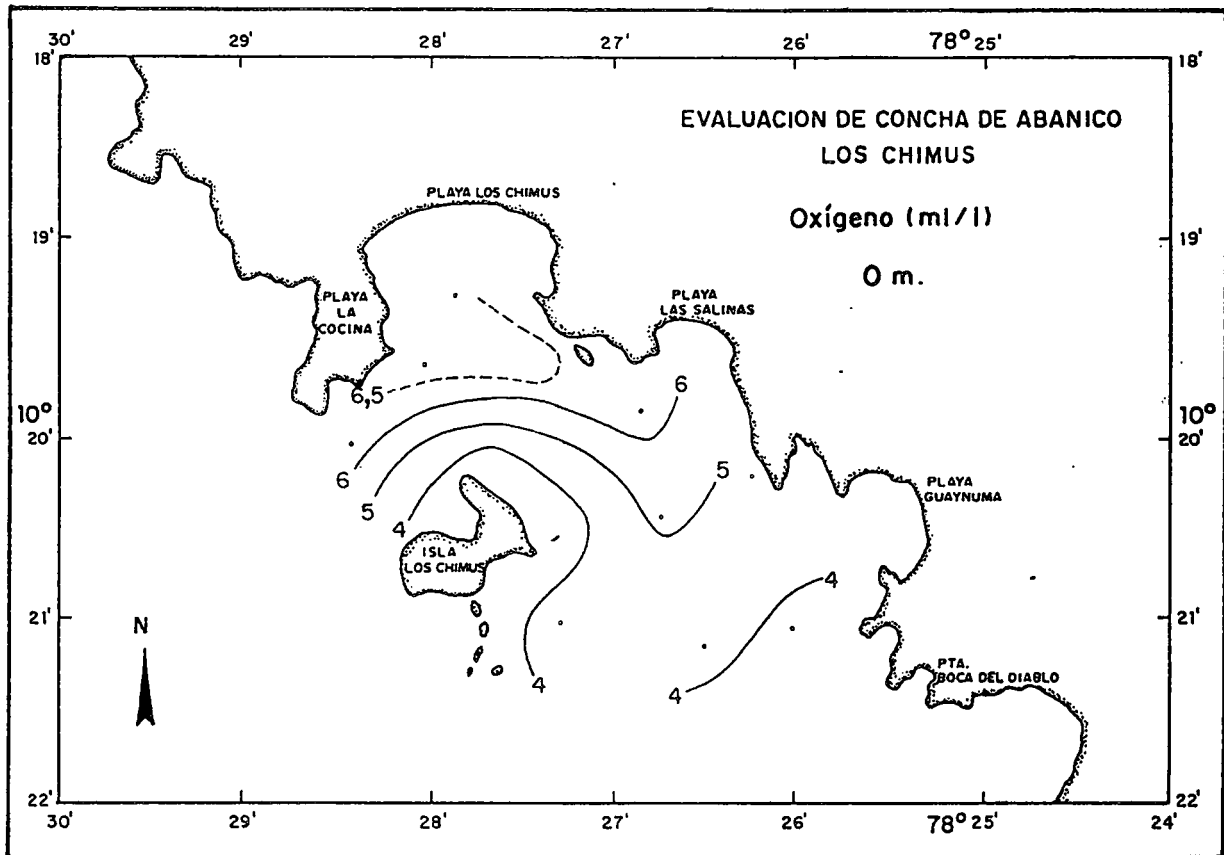 30' 29' 28' 27' 26' 78° 25'
18' 18'
EVALUACION DE CONCHA DE ABANICO
LOS CHIMUS
PLAYA LOS CHIMUS
Oxígeno (ml/l)
19' 19'
0 m.
PLAYA
LA
COCINA
PLAYA
LAS SALINAS
6,5
6
10° 10°
20' 20'
6
5
5
4
PLAYA
GUAYNUMA
ISLA
LOS CHIMUS
4
21' 21'
N
PTA.
BOCA DEL DIABLO
4
4
22' 22'
30' 29' 28' 27' 26' 78° 25' 24'